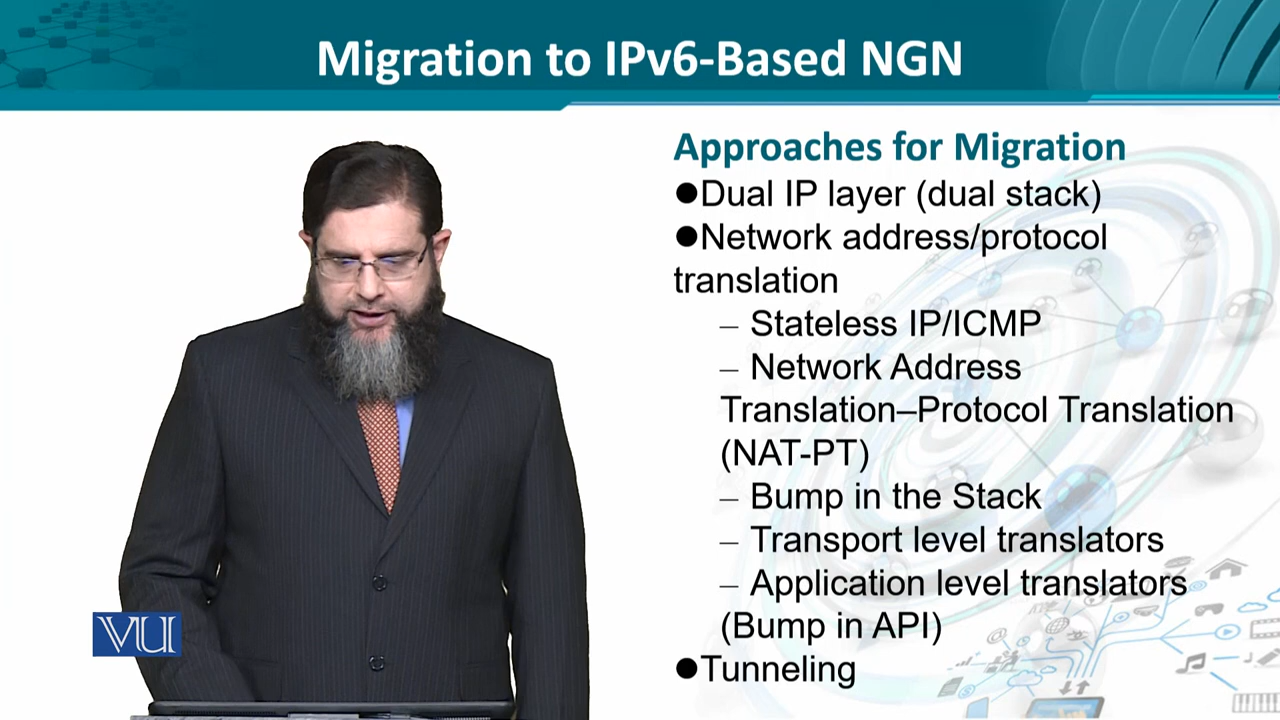 Migration to IPv6-Based NGN
Approaches for Migration
●Dual IP layer (dual stack)
●Network address/protocol
translation
– Stateless IP/ICMP
– Network Address
Translation–Protocol Translation
(NAT-PT)
– Bump in the Stack
– Transport level translators
– Application level translators
(Bump in API)
●Tunneling
VU